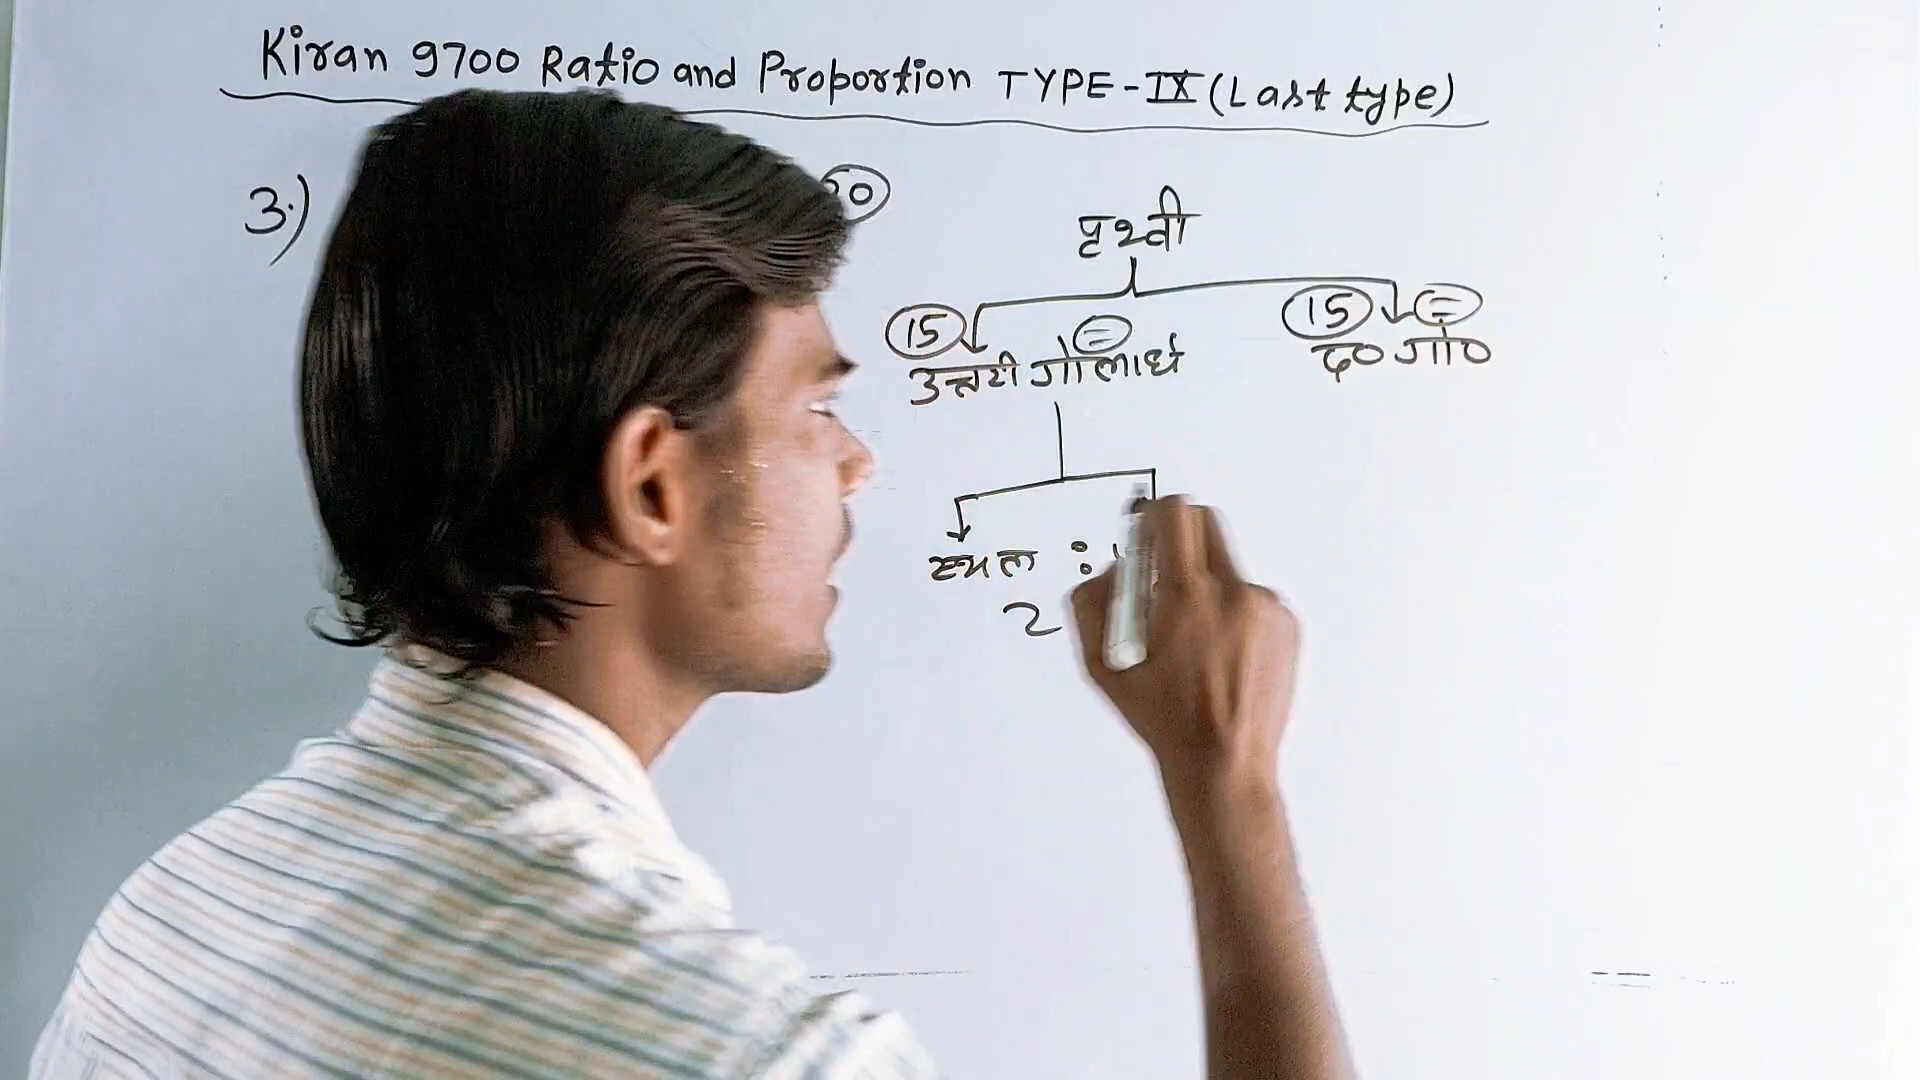 Kiran 9700 Ratio and Proportion TYPE-IX (Last type)
3.)
पृथ्वी
15 = 15 =
उत्तरी गोलार्ध द० गो०
स्थल :
2